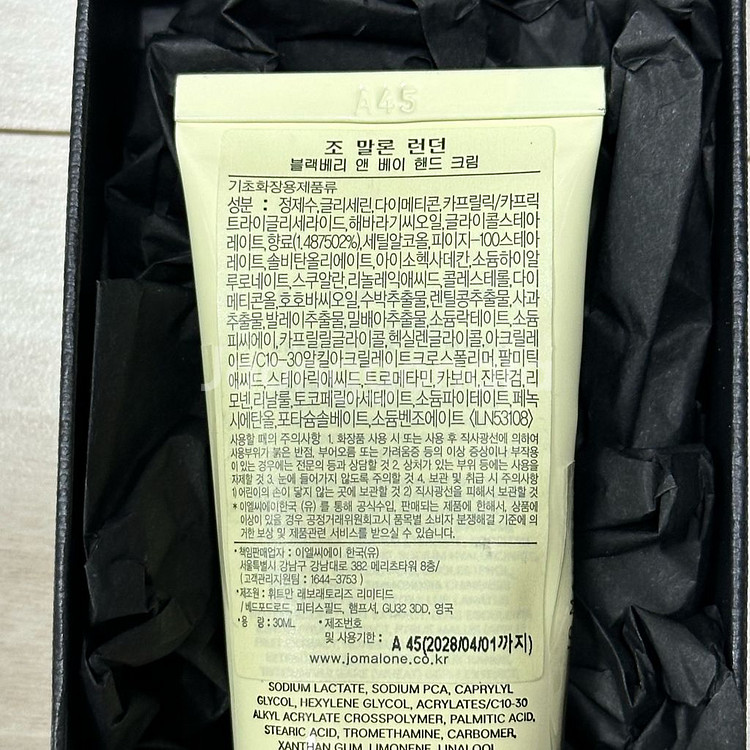 A45
조 말론 런던
블랙베리 앤 베이 핸드 크림
기초화장용제품류
성분 : 정제수,글리세린,다이메티콘,카프릴릭/카프릭
트라이글리세라이드,해바라기씨오일,글라이콜스테아
레이트,향료(1.487502%),세틸알코올,피이지-100스테아
레이트,솔비탄올리에이트,아이소헥사데칸,소듐하이알
루로네이트,스쿠알란,리놀레익애씨드,콜레스테롤,다이
메티콘올,호호바씨오일,수박추출물,렌틸콩추출물,사과
추출물,발레이추출물,밀배아추출물,소듐락테이트,소듐
피씨에이,카프릴릴글라이콜,헥실렌글라이콜,아크릴레
이트/C10-30알킬아크릴레이트크로스폴리머,팔미틱
애씨드,스테아릭애씨드,트로메타민,카보머,잔탄검,리
모넨,리날룰,토코페릴아세테이트,소듐파이테이트,페녹
시에탄올,포타슘솔베이트,소듐벤조에이트 <ILN53108>
사용할 때의 주의사항 1. 화장품 사용 시 또는 사용 후 직사광선에 의하여
사용부위가 붉은 반점, 부어오름 또는 가려움증 등의 이상 증상이나 부작용
이 있는 경우에는 전문의 등과 상담할 것 2. 상처가 있는 부위 등에는 사용을
자제할 것 3. 눈에 들어가지 않도록 주의할 것 4. 보관 및 취급 시 주의사항
1) 어린이의 손이 닿지 않는 곳에 보관할 것 2) 직사광선을 피해서 보관할 것
* 이엘씨에이한국 (유) 를 통해 공식수입, 판매되는 제품에 한해서, 상품에
이상이 있을 경우 공정거래위원회고시 품목별 소비자 분쟁해결 기준에 의
거한 보상 및 제품관련 서비스를 받으실 수 있습니다.
•책임판매업자 : 이엘씨에이 한국(유)
서울특별시 강남구 강남대로 382 메리츠타워 8층/
(고객관리지원팀 : 1644-3753 )
•제조원: 휘트만 레보래토리즈 리미티드
/ 베드포드로드, 피터스필드, 햄프셔, GU32 3DD, 영국
•용 량: 30ML •제조번호
및 사용기한 : A 45(2028/04/01까지)
www.jomalone.co.kr
SODIUM LACTATE, SODIUM PCA, CAPRYLYL
GLYCOL, HEXYLENE GLYCOL, ACRYLATES/C10-30
ALKYL ACRYLATE CROSSPOLYMER, PALMITIC ACID,
STEARIC ACID, TROMETHAMINE, CARBOMER,
XANTHAN GUM, LIMONENE, LINALOOL